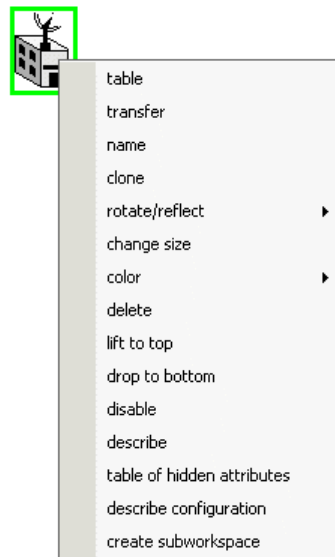 table
transfer
name
clone
rotate/reflect
change size
color
delete
lift to top
drop to bottom
disable
describe
table of hidden attributes
describe configuration
create subworkspace